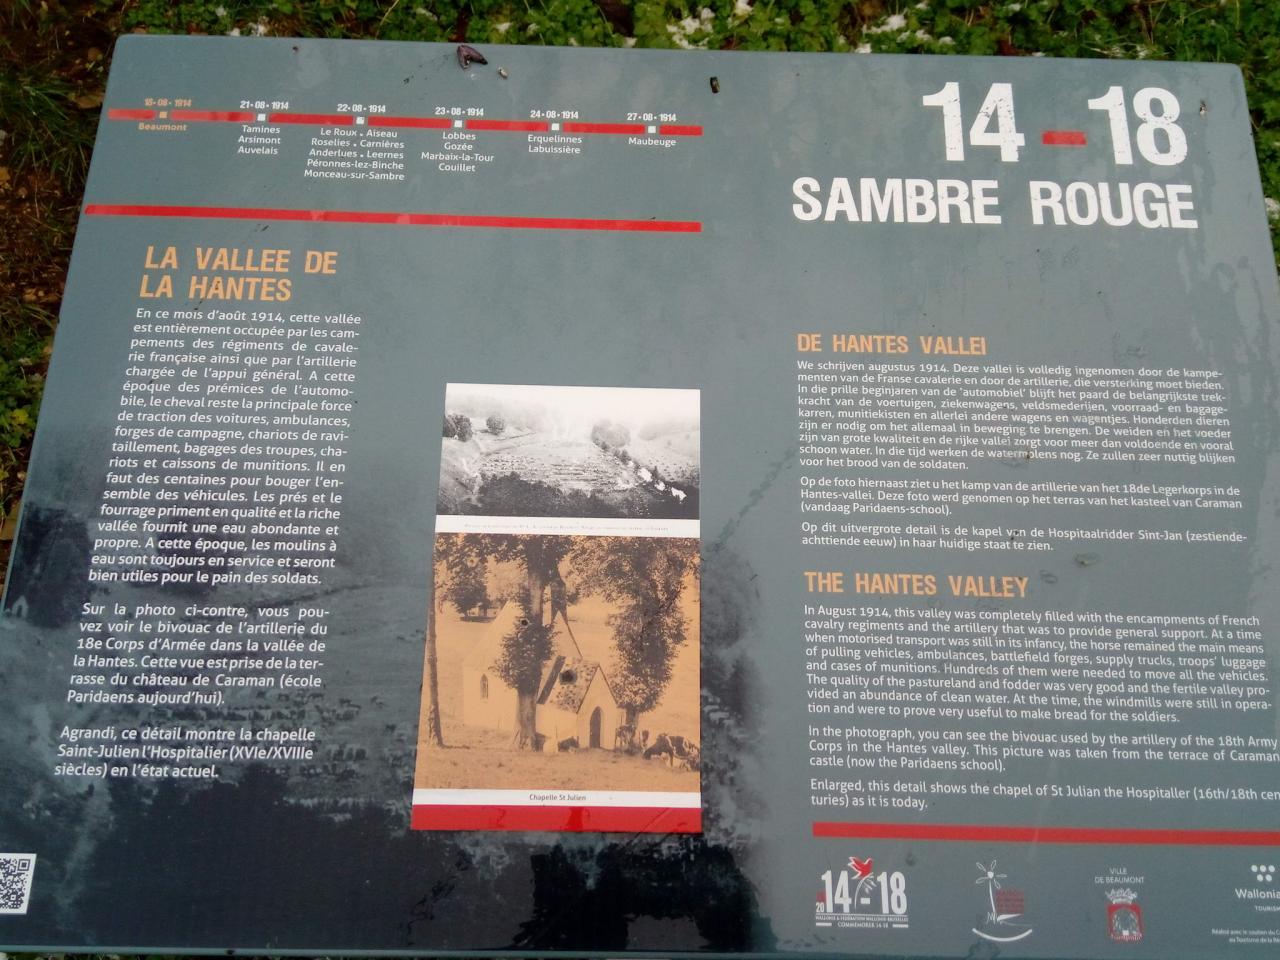 18-08-1914
Beaumont
21-08-1914
Tamines
Arsimont
Auvelais
22-08-1914
Le Roux • Aiseau
Roselies • Carnières
Anderlues • Leernes
Péronnes-lez-Binche
Monceau-sur-Sambre
23-08-1914
Lobbes
Gozée
Marbaix-la-Tour
Couillet
24-08-1914
Erquelinnes
Labuissière
27-08-1914
Maubeuge
14-18
SAMBRE ROUGE
LA VALLEE DE
LA HANTES
En ce mois d'août 1914, cette vallée
est entièrement occupée par les cam-
pements des régiments de cavale-
rie française ainsi que par l'artillerie
chargée de l'appui général. A cette
époque des prémices de l'automo-
bile, le cheval reste la principale force
de traction des voitures, ambulances,
forges de campagne, chariots de ravi-
taillement, bagages des troupes, cha-
riots et caissons de munitions. Il en
faut des centaines pour bouger l'en-
semble des véhicules. Les prés et le
fourrage priment en qualité et la riche
vallée fournit une eau abondante et
propre. A cette époque, les moulins à
eau sont toujours en service et seront
bien utiles pour le pain des soldats.
Sur la photo ci-contre, vous pou-
vez voir le bivouac de l'artillerie du
18e Corps d'Armée dans la vallée de
la Hantes. Cette vue est prise de la ter-
rasse du château de Caraman (école
Paridaens aujourd'hui).
Agrandi, ce détail montre la chapelle
Saint-Julien l'Hospitalier (XVIe/XVIIIe
siècles) en l'état actuel.
Chapelle St Julien
DE HANTES VALLEI
We schrijven augustus 1914. Deze vallei is volledig ingenomen door de kampe-
menten van de Franse cavalerie en door de artillerie, die versterking moet bieden.
In die prille beginjaren van de 'automobiel' blijft het paard de belangrijkste trek-
kracht van de voertuigen, ziekenwagens, veldsmederijen, voorraad- en bagage-
karren, munitiekisten en allerlei andere wagens en wagentjes. Honderden dieren
zijn er nodig om het allemaal in beweging te brengen. De weiden en het voeder
zijn van grote kwaliteit en de rijke vallei zorgt voor meer dan voldoende en vooral
schoon water. In die tijd werken de watermolens nog. Ze zullen zeer nuttig blijken
voor het brood van de soldaten.
Op de foto hiernaast ziet u het kamp van de artillerie van het 18de Legerkorps in de
Hantes-vallei. Deze foto werd genomen op het terras van het kasteel van Caraman
(vandaag Paridaens-school).
Op dit uitvergrote detail is de kapel van de Hospitaalridder Sint-Jan (zestiende-
achttiende eeuw) in haar huidige staat te zien.
THE HANTES VALLEY
In August 1914, this valley was completely filled with the encampments of French
cavalry regiments and the artillery that was to provide general support. At a time
when motorised transport was still in its infancy, the horse remained the main means
of pulling vehicles, ambulances, battlefield forges, supply trucks, troops' luggage
and cases of munitions. Hundreds of them were needed to move all the vehicles.
The quality of the pastureland and fodder was very good and the fertile valley pro-
vided an abundance of clean water. At the time, the windmills were still in opera-
tion and were to prove very useful to make bread for the soldiers.
In the photograph, you can see the bivouac used by the artillery of the 18th Army
Corps in the Hantes valley. This picture was taken from the terrace of Caraman
castle (now the Paridaens school).
Enlarged, this detail shows the chapel of St Julian the Hospitaller (16th/18th cen
turies) as it is today.
20 14-18
WALLONIE & FEDERATION WALLONIE-BRUXELLES
COMMEMORER 14-18
VILLE
DE BEAUMONT
Wallonia
TOURISM
Réalisé avec le soutien du
au Tourisme de la